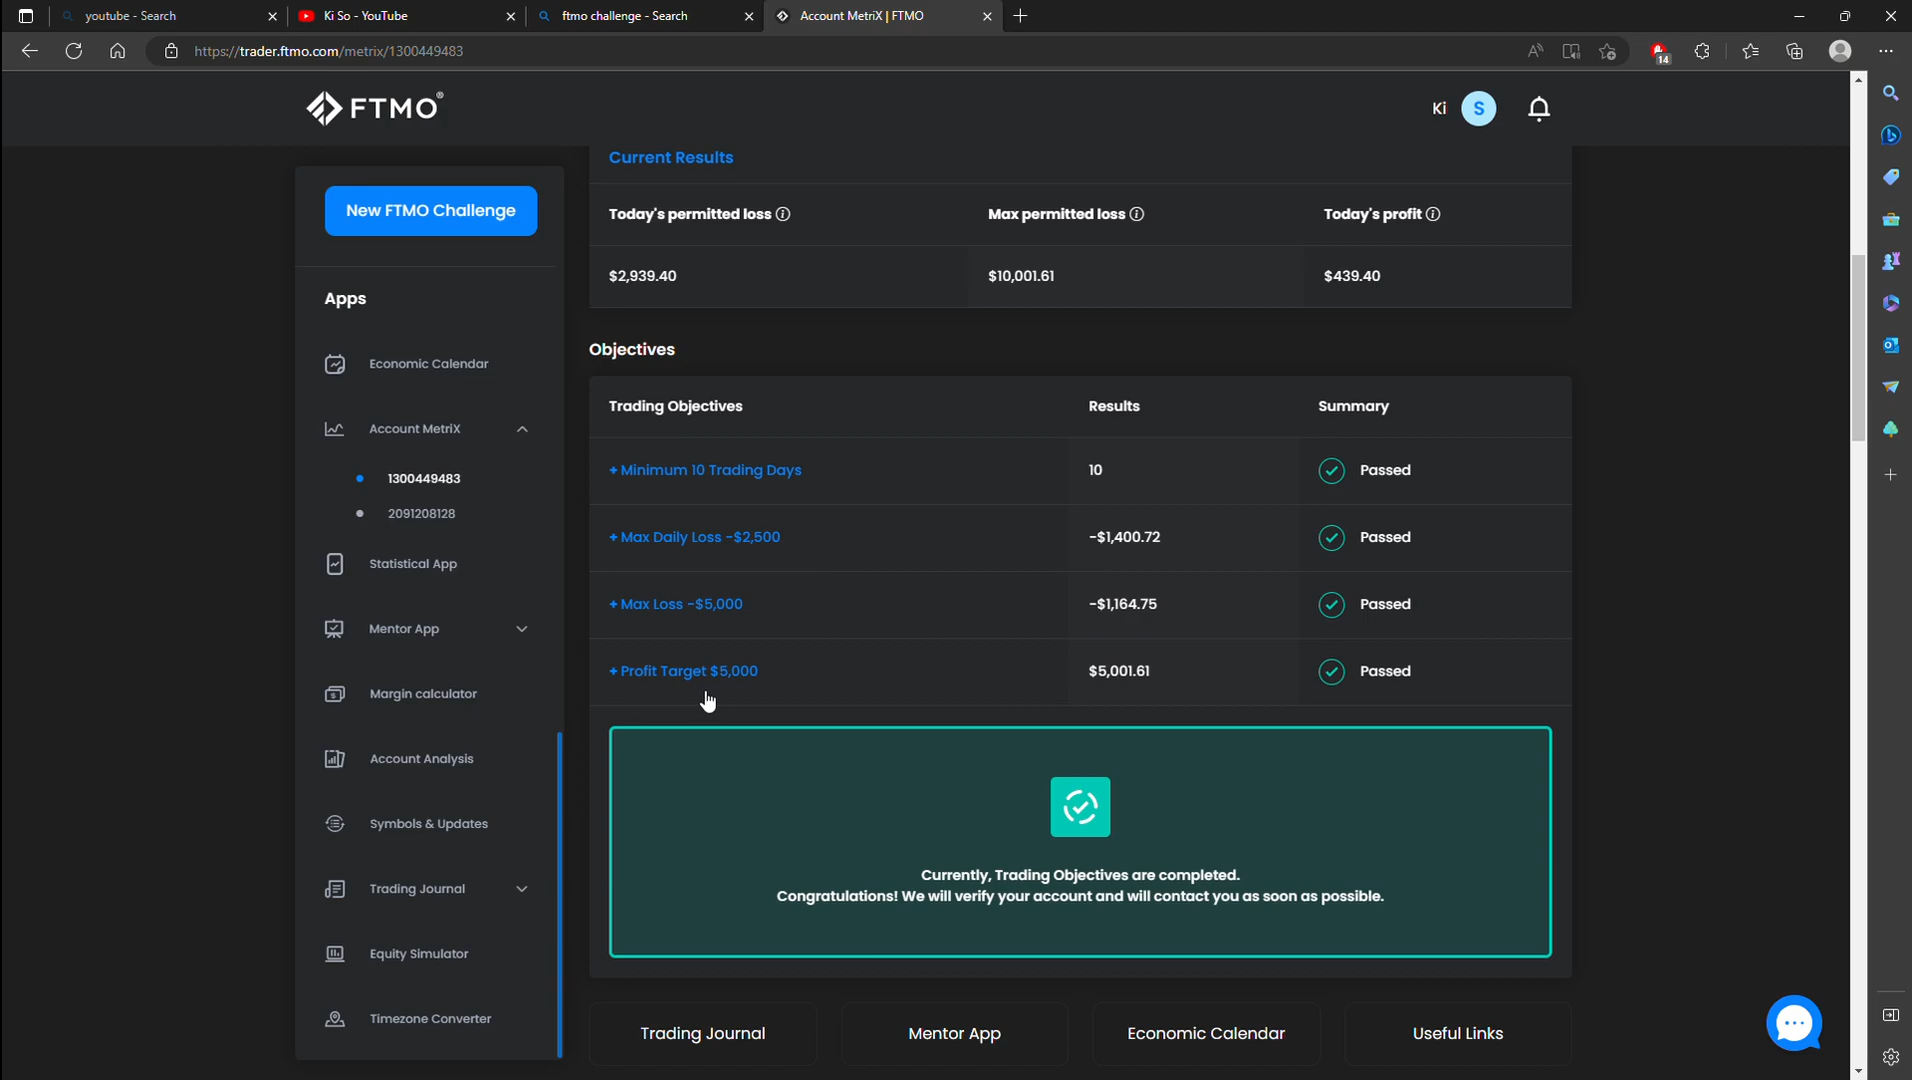 youtube - Search
Ki So - YouTube
ftmo challenge - Search
Account MetriX | FTMO
https://trader.ftmo.com/metrix/1300449483
14
FTMO®
Ki
S
New FTMO Challenge
Apps
Economic Calendar
Account MetriX
1300449483
2091208128
Statistical App
Mentor App
Margin calculator
Account Analysis
Symbols & Updates
Trading Journal
Equity Simulator
Timezone Converter
Current Results
Today's permitted loss
Max permitted loss
Today's profit
$2,939.40
$10,001.61
$439.40
Objectives
Trading Objectives
Results
Summary
+ Minimum 10 Trading Days
10
Passed
+ Max Daily Loss -$2,500
-$1,400.72
Passed
+ Max Loss -$5,000
-$1,164.75
Passed
+ Profit Target $5,000
$5,001.61
Passed
Currently, Trading Objectives are completed.
Congratulations! We will verify your account and will contact you as soon as possible.
Trading Journal
Mentor App
Economic Calendar
Useful Links